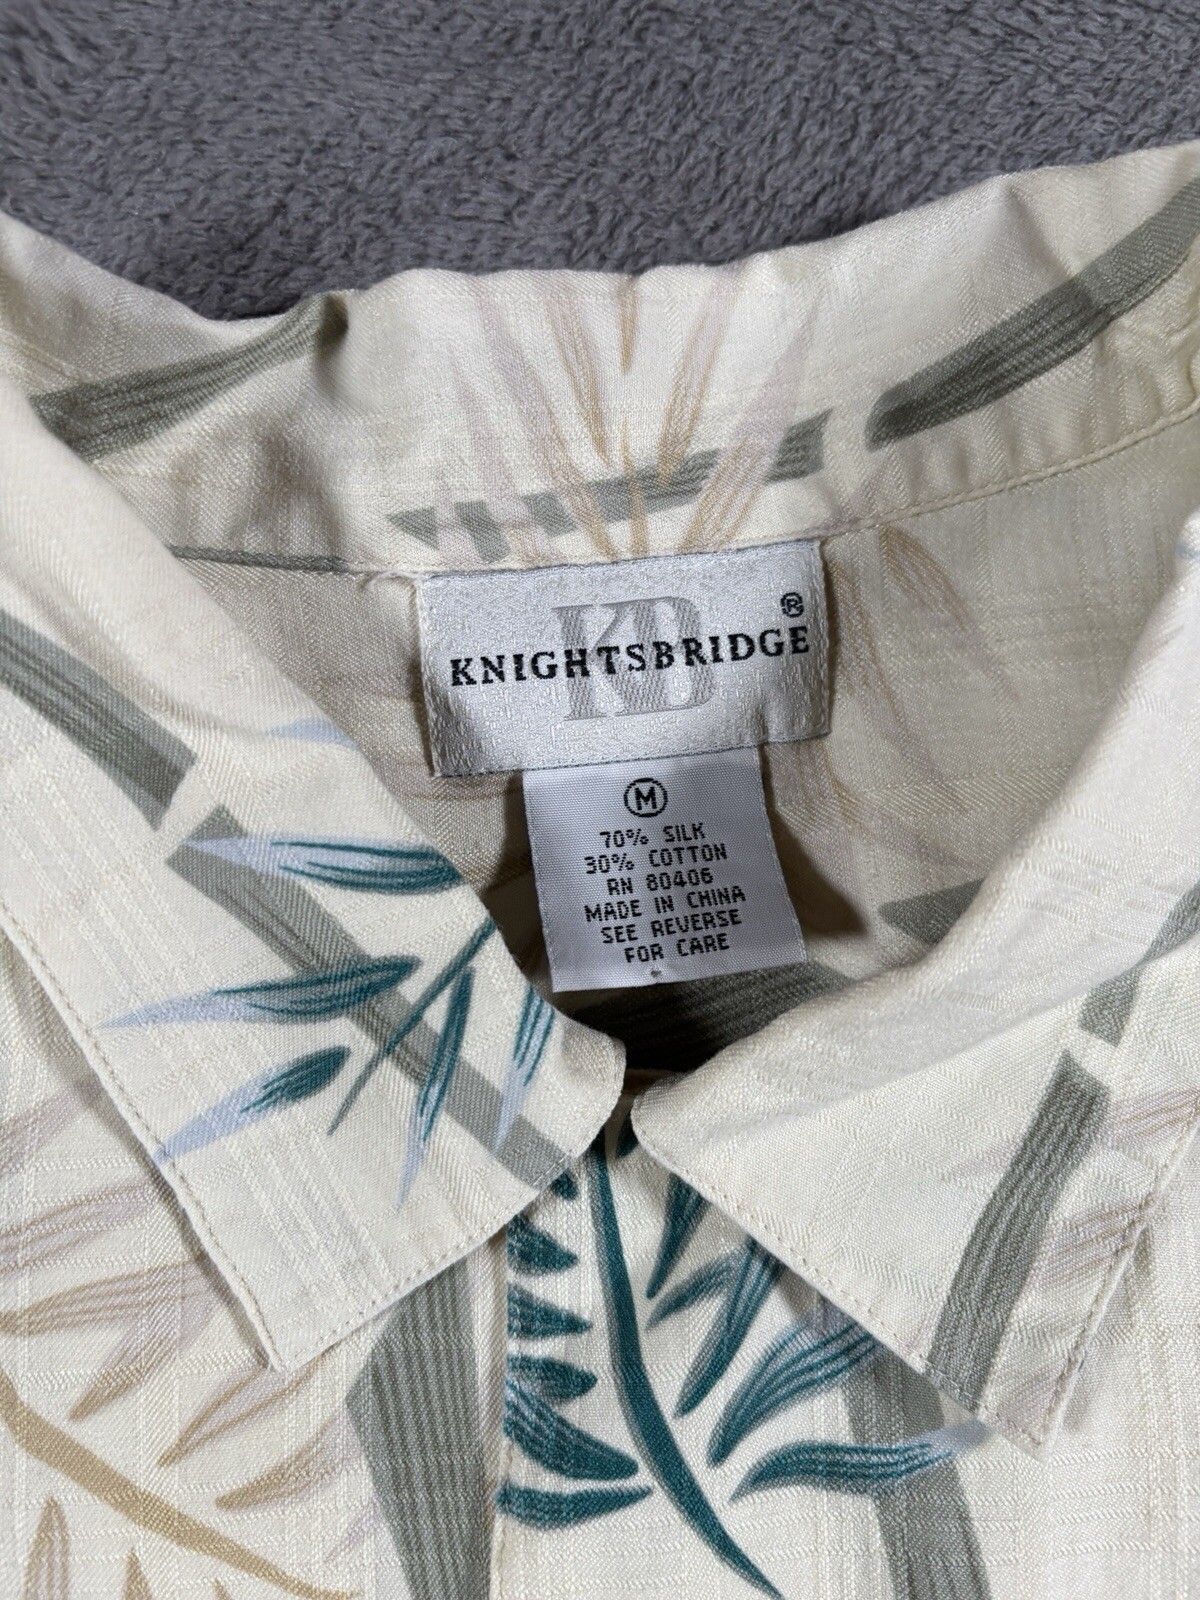 KB
®
KNIGHTSBRIDGE
M
70% SILK
30% COTTON
RN 80406
MADE IN CHINA
SEE REVERSE
FOR CARE